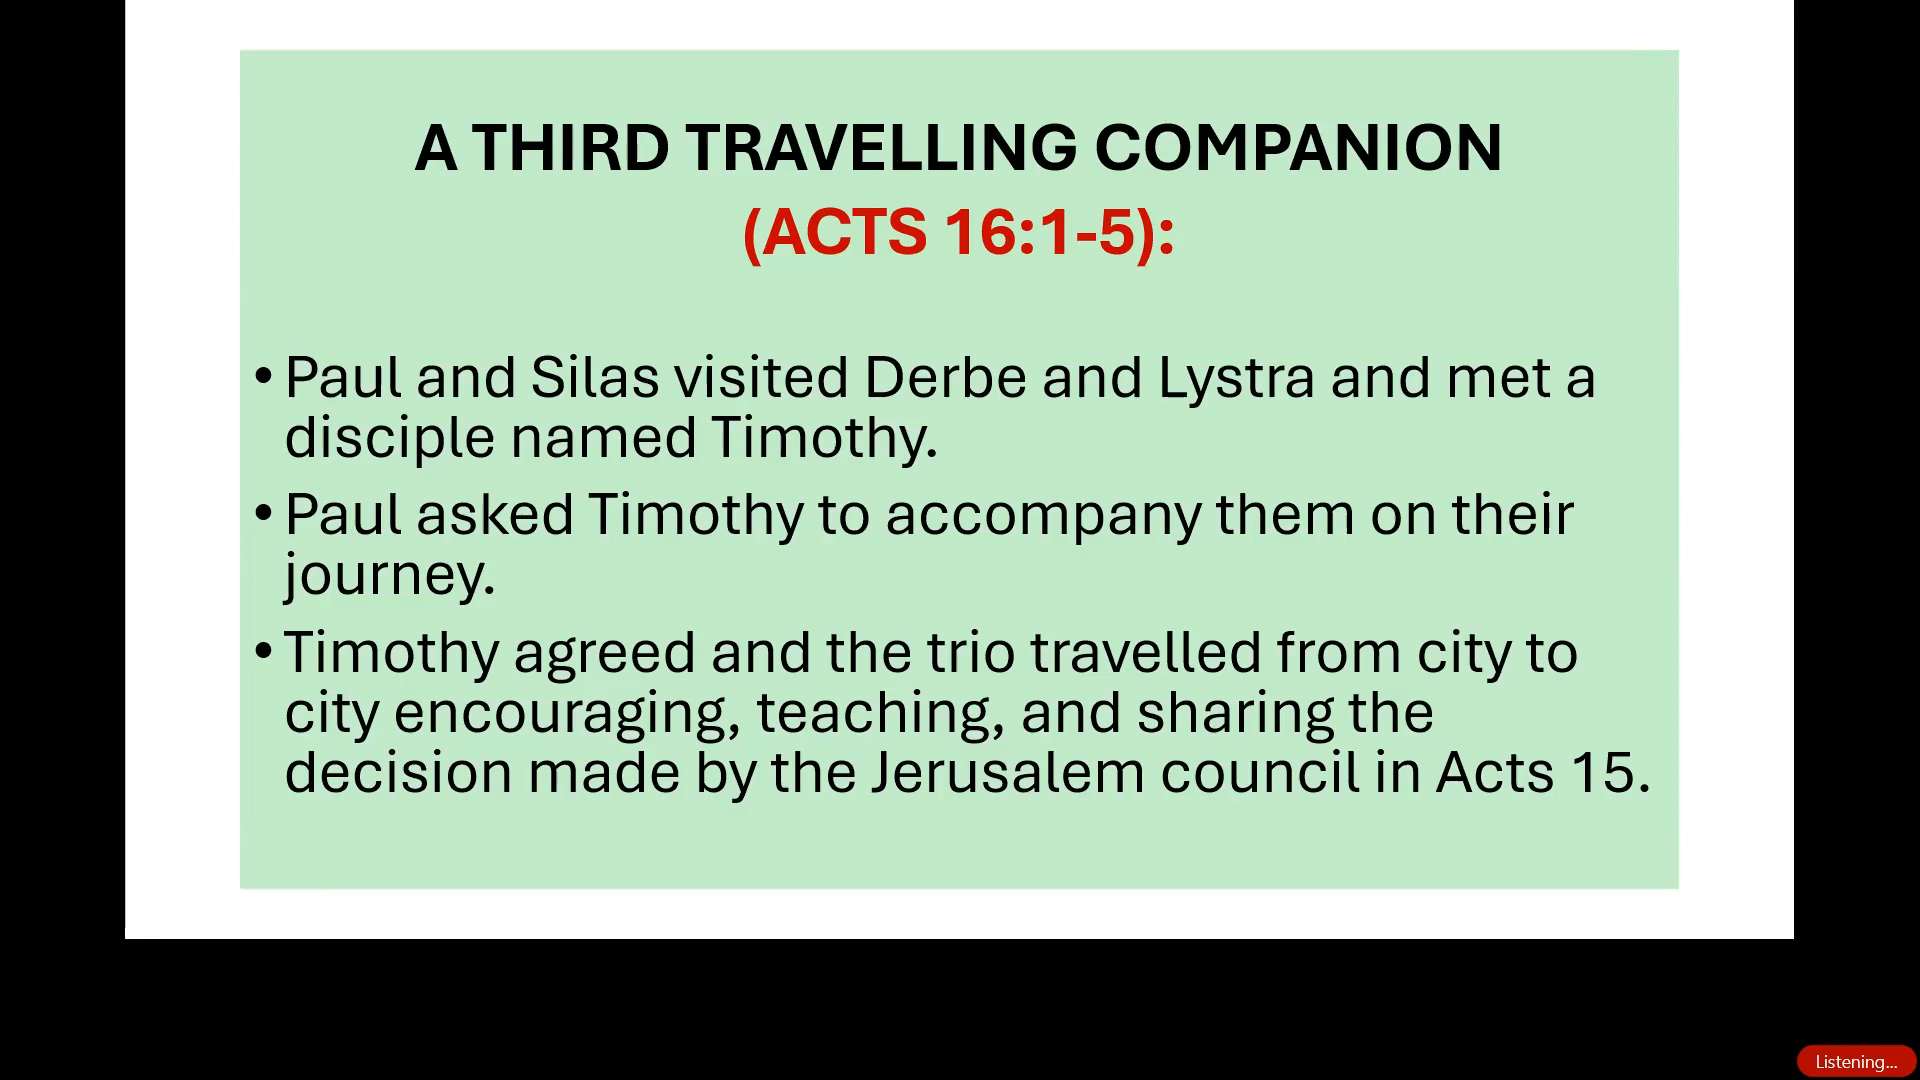 A THIRD TRAVELLING COMPANION
(ACTS 16:1-5):
• Paul and Silas visited Derbe and Lystra and met a
disciple named Timothy.
• Paul asked Timothy to accompany them on their
journey.
• Timothy agreed and the trio travelled from city to
city encouraging, teaching, and sharing the
decision made by the Jerusalem council in Acts 15.
Listening...